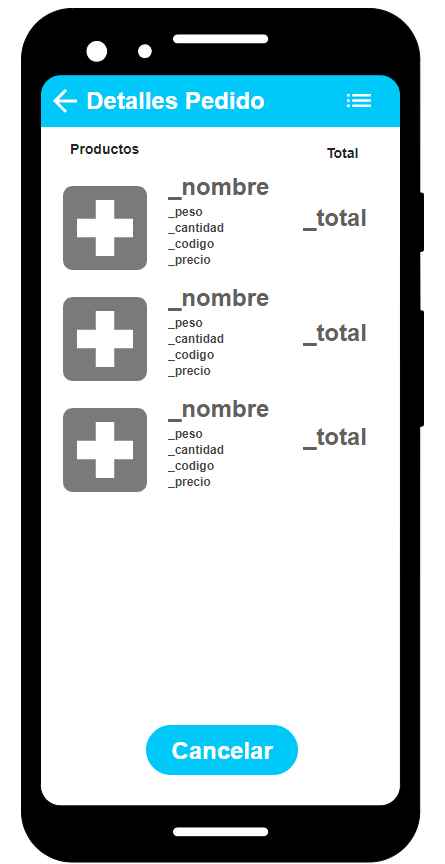 Detalles Pedido
Productos
Total
_nombre
_peso
_cantidad
_codigo
_precio
_total
_nombre
_peso
_cantidad
_codigo
_precio
_total
_nombre
_peso
_cantidad
_codigo
_precio
_total
Cancelar